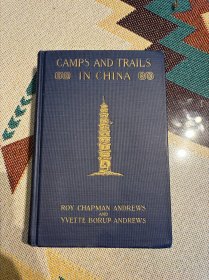 CAMPS AND TRAILS
IN CHINA
ROY CHAPMAN ANDREWS
AND
YVETTE BORUP ANDREWS